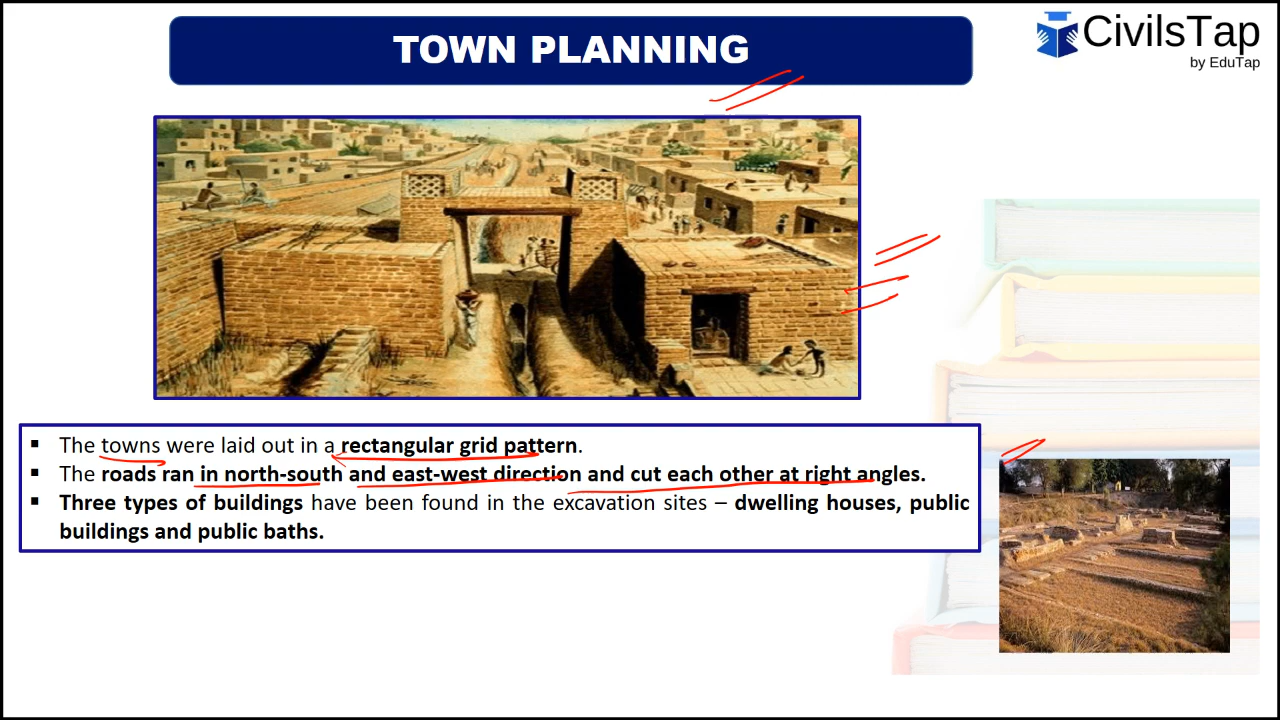 TOWN PLANNING
CivilsTap
by EduTap
▪ The towns were laid out in a rectangular grid pattern.
▪ The roads ran in north-south and east-west direction and cut each other at right angles.
▪ Three types of buildings have been found in the excavation sites – dwelling houses, public
buildings and public baths.